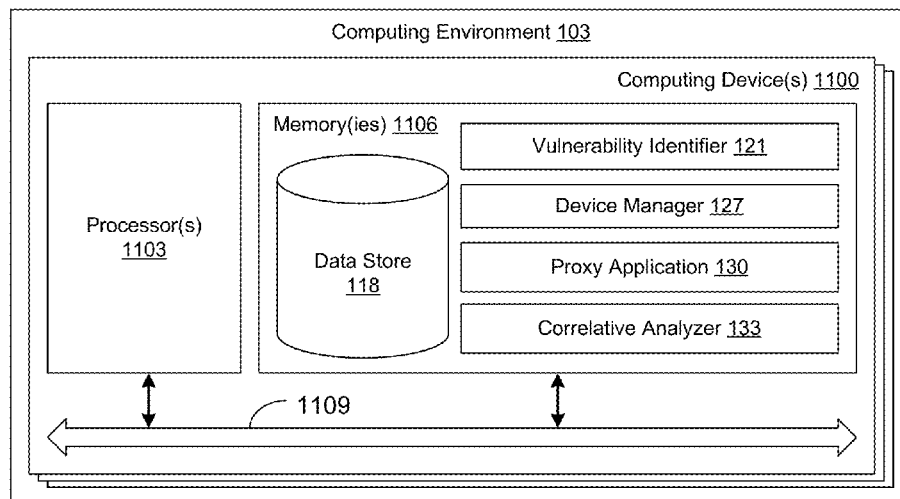 Computing Environment 103
Computing Device(s) 1100
Processor(s)
1103
Memory(ies) 1106
Data Store
118
Vulnerability Identifier 121
Device Manager 127
Proxy Application 130
Correlative Analyzer 133
1109